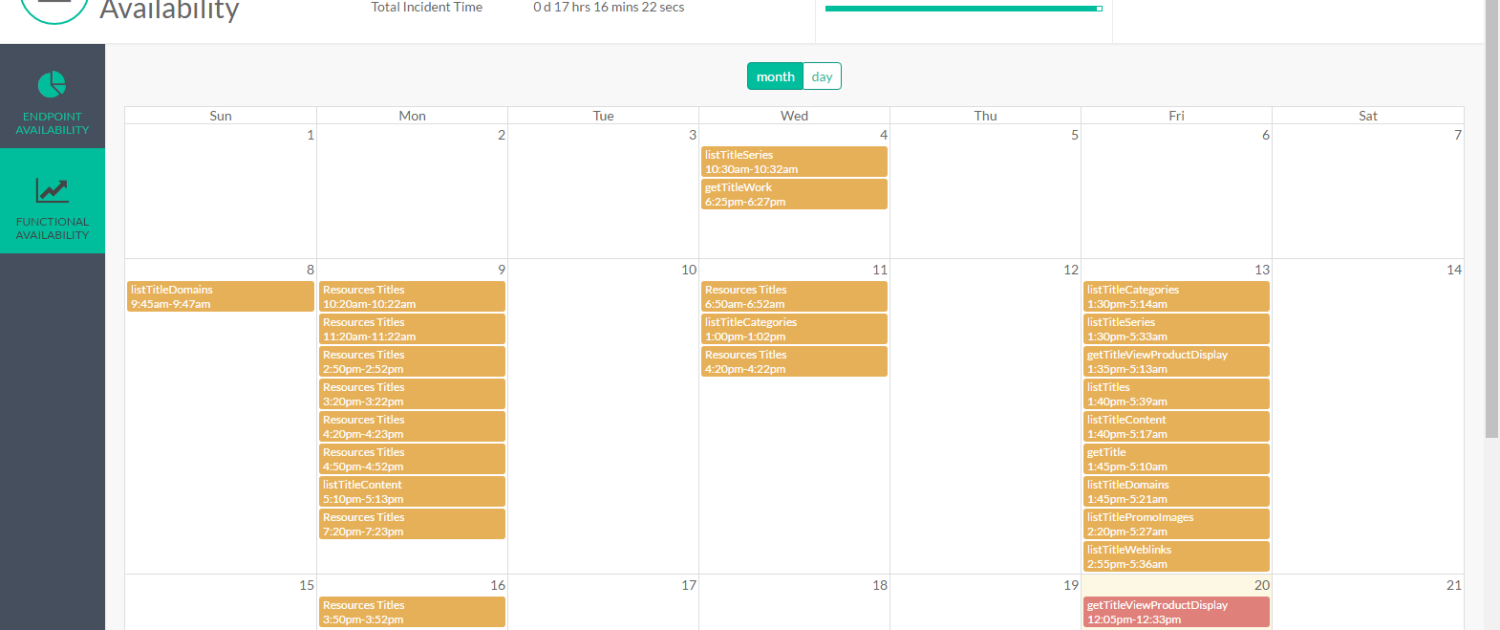 Availability
Total Incident Time 0 d 17 hrs 16 mins 22 secs
ENDPOINT
AVAILABILITY
FUNCTIONAL
AVAILABILITY
month day
Sun Mon Tue Wed Thu Fri Sat
1 2 3 4 5 6 7
listTitleSeries
10:30am-10:32am
getTitleWork
6:25pm-6:27pm
8 9 10 11 12 13 14
listTitleDomains
9:45am-9:47am
Resources Titles
10:20am-10:22am
Resources Titles
11:20am-11:22am
Resources Titles
2:50pm-2:52pm
Resources Titles
3:20pm-3:22pm
Resources Titles
4:20pm-4:23pm
Resources Titles
4:50pm-4:52pm
listTitleContent
5:10pm-5:13pm
Resources Titles
7:20pm-7:23pm
Resources Titles
6:50am-6:52am
listTitleCategories
1:00pm-1:02pm
Resources Titles
4:20pm-4:22pm
listTitleCategories
1:30pm-5:14am
listTitleSeries
1:30pm-5:33am
getTitleViewProductDisplay
1:35pm-5:13am
listTitles
1:40pm-5:39am
listTitleContent
1:40pm-5:17am
getTitle
1:45pm-5:10am
listTitleDomains
1:45pm-5:21am
listTitlePromoImages
2:20pm-5:27am
listTitleWeblinks
2:55pm-5:36am
15 16 17 18 19 20 21
Resources Titles
3:50pm-3:52pm
getTitleViewProductDisplay
12:05pm-12:33pm